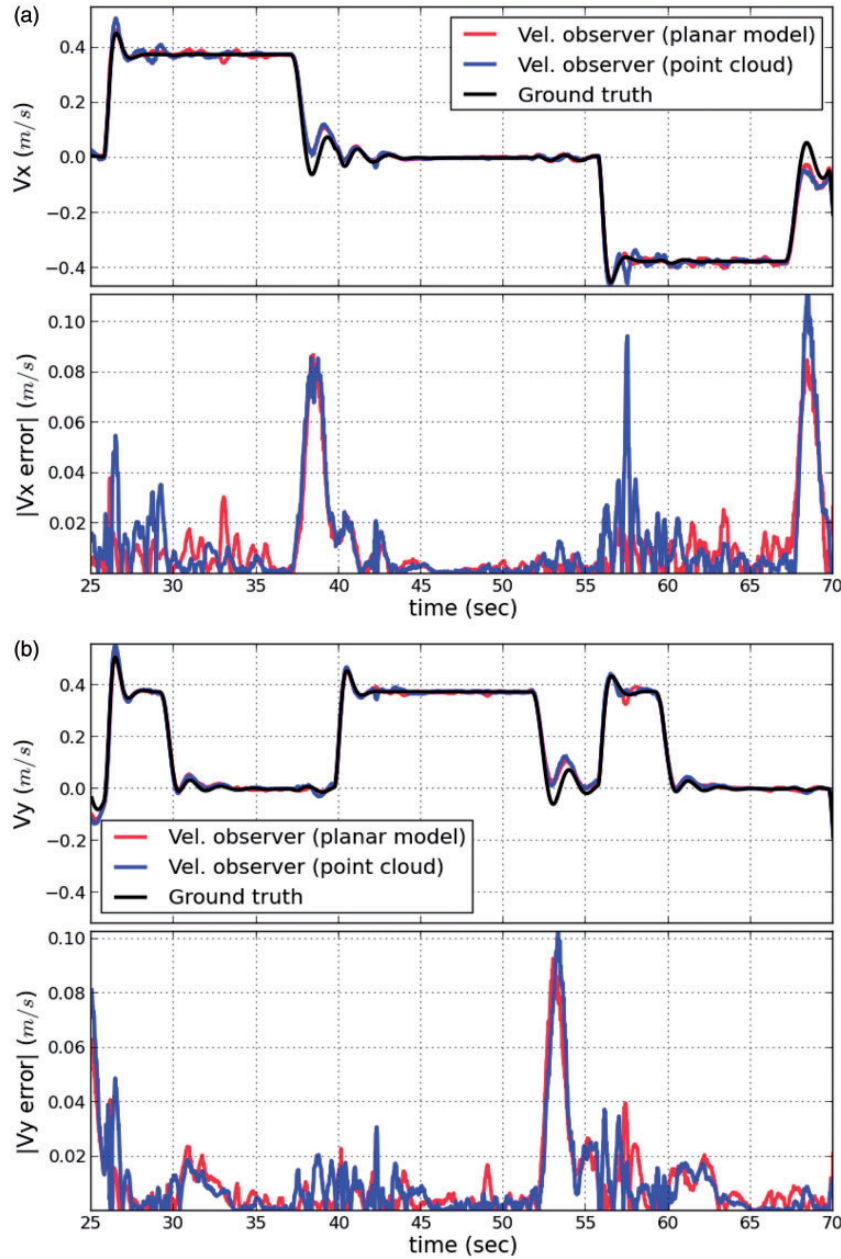 (a)
0.4
0.2
0.0
−0.2
−0.4
Vx (m/s)
Vel. observer (planar model)
Vel. observer (point cloud)
Ground truth
0.10
0.08
0.06
0.04
0.02
|Vx error| (m/s)
25 30 35 40 45 50 55 60 65 70
time (sec)
(b)
0.4
0.2
0.0
−0.2
−0.4
Vy (m/s)
Vel. observer (planar model)
Vel. observer (point cloud)
Ground truth
0.10
0.08
0.06
0.04
0.02
|Vy error| (m/s)
25 30 35 40 45 50 55 60 65 70
time (sec)